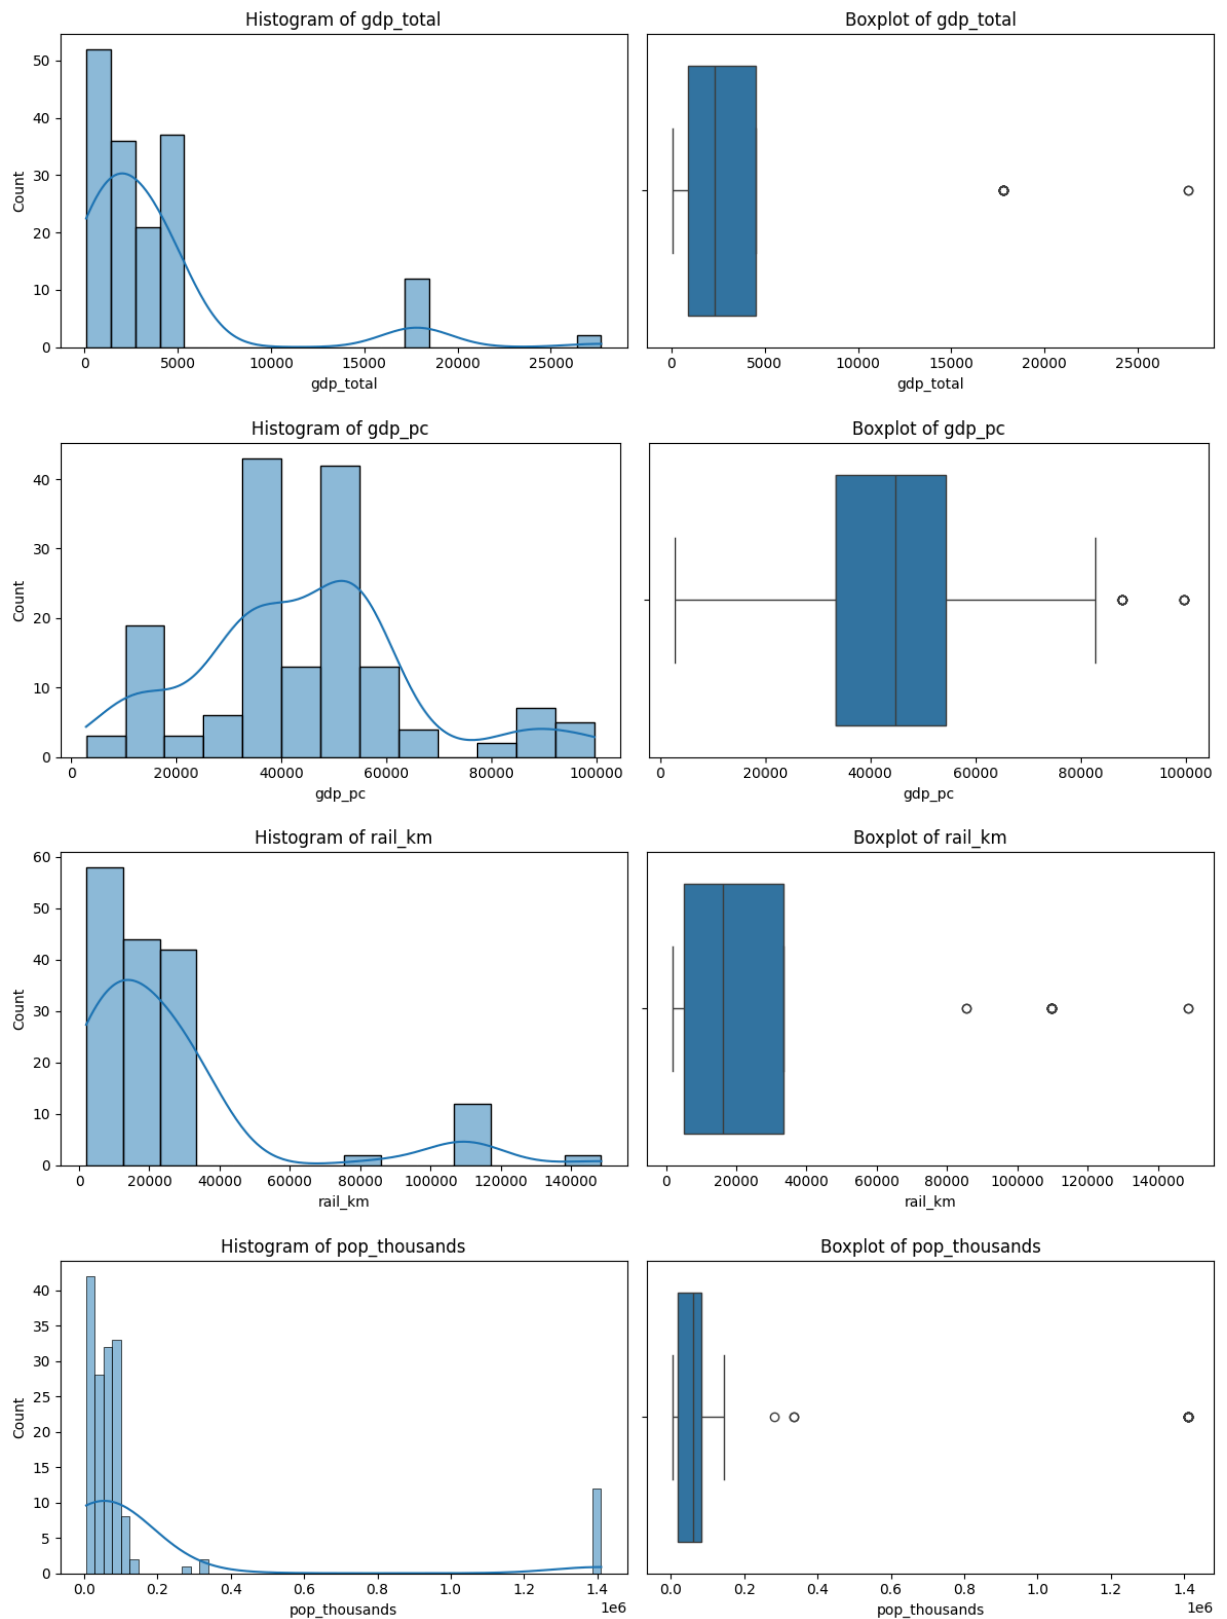 Histogram of gdp_total
Boxplot of gdp_total
50
40
30
20
10
0
Count
0 5000 10000 15000 20000 25000
gdp_total
0 5000 10000 15000 20000 25000
gdp_total
Histogram of gdp_pc
Boxplot of gdp_pc
40
30
20
10
0
Count
0 20000 40000 60000 80000 100000
gdp_pc
0 20000 40000 60000 80000 100000
gdp_pc
Histogram of rail_km
Boxplot of rail_km
60
50
40
30
20
10
0
Count
0 20000 40000 60000 80000 100000 120000 140000
rail_km
0 20000 40000 60000 80000 100000 120000 140000
rail_km
Histogram of pop_thousands
Boxplot of pop_thousands
40
35
30
25
20
15
10
5
0
Count
0.0 0.2 0.4 0.6 0.8 1.0 1.2 1.4
1e6
pop_thousands
0.0 0.2 0.4 0.6 0.8 1.0 1.2 1.4
1e6
pop_thousands